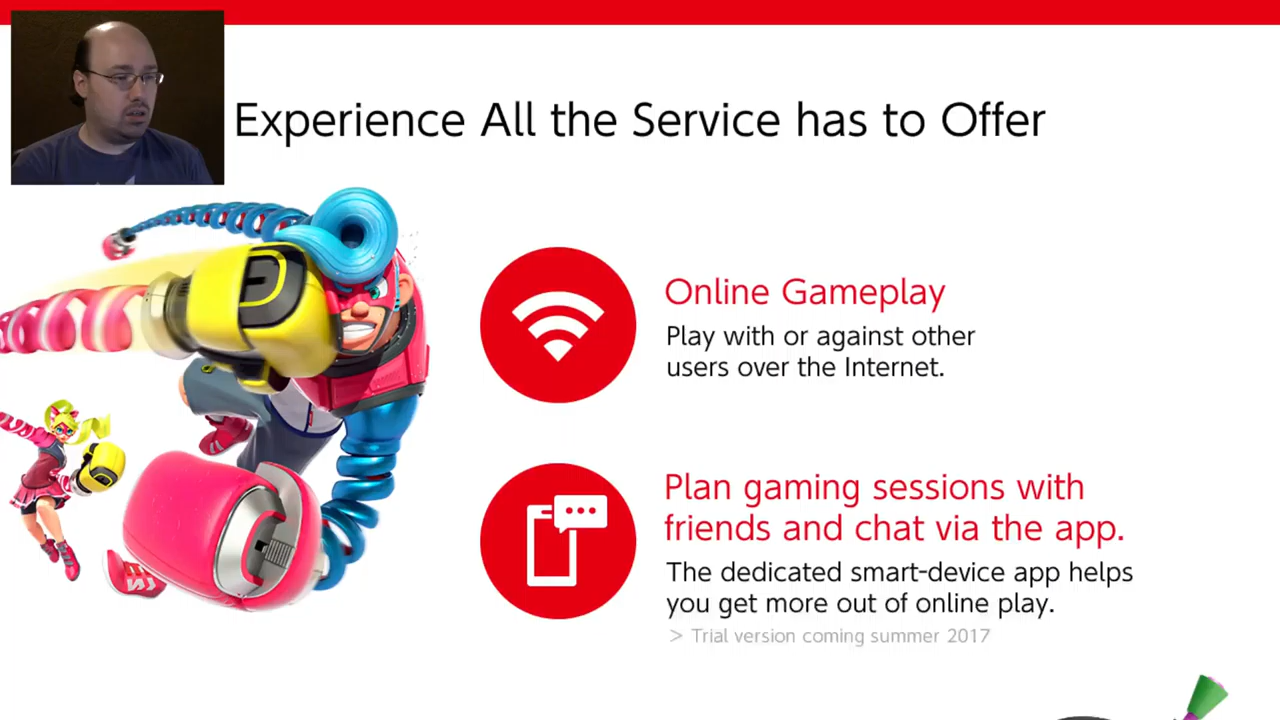 Experience All the Service has to Offer
Online Gameplay
Play with or against other
users over the Internet.
Plan gaming sessions with
friends and chat via the app.
The dedicated smart-device app helps
you get more out of online play.
> Trial version coming summer 2017